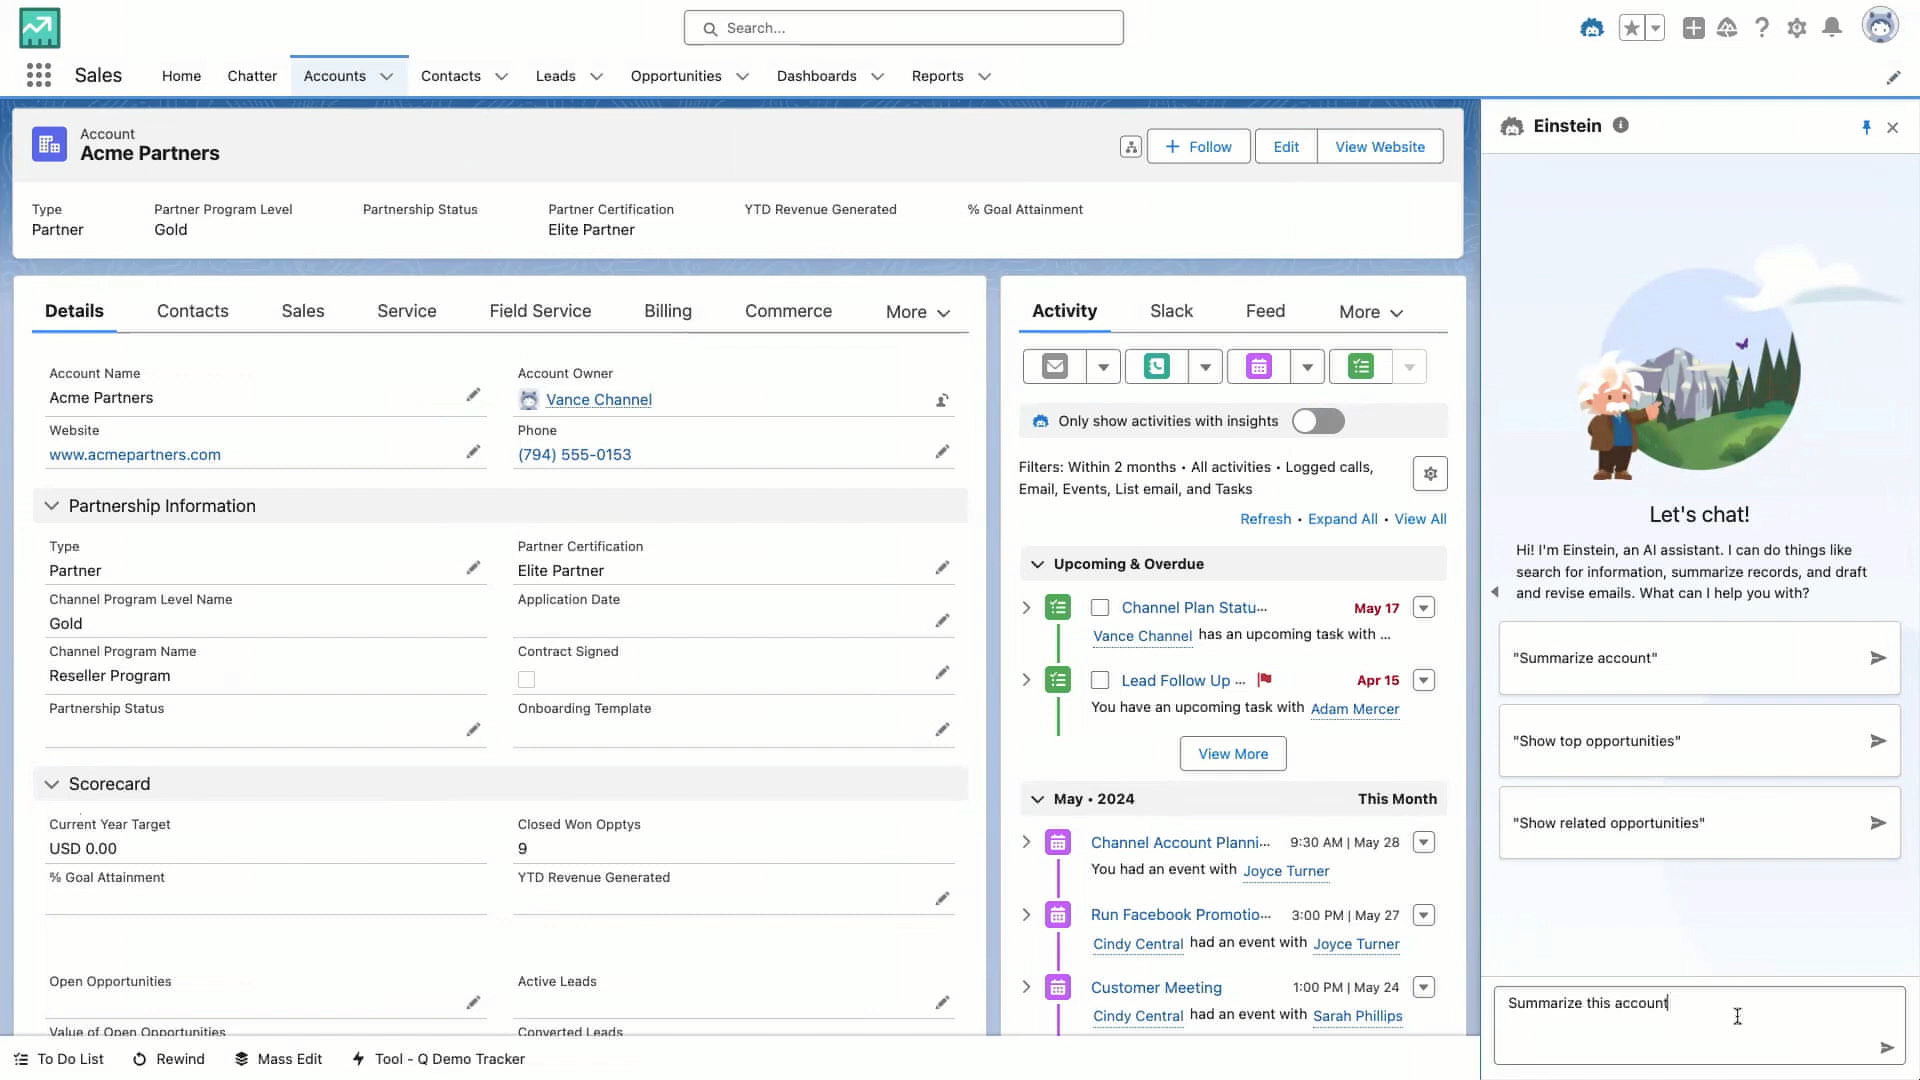 Search...
Sales
Home
Chatter
Accounts
Contacts
Leads
Opportunities
Dashboards
Reports
Account
Acme Partners
Follow
Edit
View Website
Type
Partner
Partner Program Level
Gold
Partnership Status
Partner Certification
Elite Partner
YTD Revenue Generated
% Goal Attainment
Details
Contacts
Sales
Service
Field Service
Billing
Commerce
More
Account Name
Acme Partners
Account Owner
Vance Channel
Website
www.acmepartners.com
Phone
(794) 555-0153
Partnership Information
Type
Partner
Partner Certification
Elite Partner
Channel Program Level Name
Gold
Application Date
Channel Program Name
Reseller Program
Contract Signed
Partnership Status
Onboarding Template
Scorecard
Current Year Target
USD 0.00
Closed Won Opptys
9
% Goal Attainment
YTD Revenue Generated
Open Opportunities
Active Leads
Value of Open Opportunities
Converted Leads
Activity
Slack
Feed
More
Only show activities with insights
Filters: Within 2 months • All activities • Logged calls,
Email, Events, List email, and Tasks
Refresh • Expand All • View All
Upcoming & Overdue
Channel Plan Statu... May 17
Vance Channel has an upcoming task with ...
Lead Follow Up ... Apr 15
You have an upcoming task with Adam Mercer
View More
May • 2024 This Month
Channel Account Planni... 9:30 AM | May 28
You had an event with Joyce Turner
Run Facebook Promotio... 3:00 PM | May 27
Cindy Central had an event with Joyce Turner
Customer Meeting 1:00 PM | May 24
Cindy Central had an event with Sarah Phillips
Einstein
Let's chat!
Hi! I'm Einstein, an AI assistant. I can do things like
search for information, summarize records, and draft
and revise emails. What can I help you with?
"Summarize account"
"Show top opportunities"
"Show related opportunities"
Summarize this account
To Do List
Rewind
Mass Edit
Tool - Q Demo Tracker